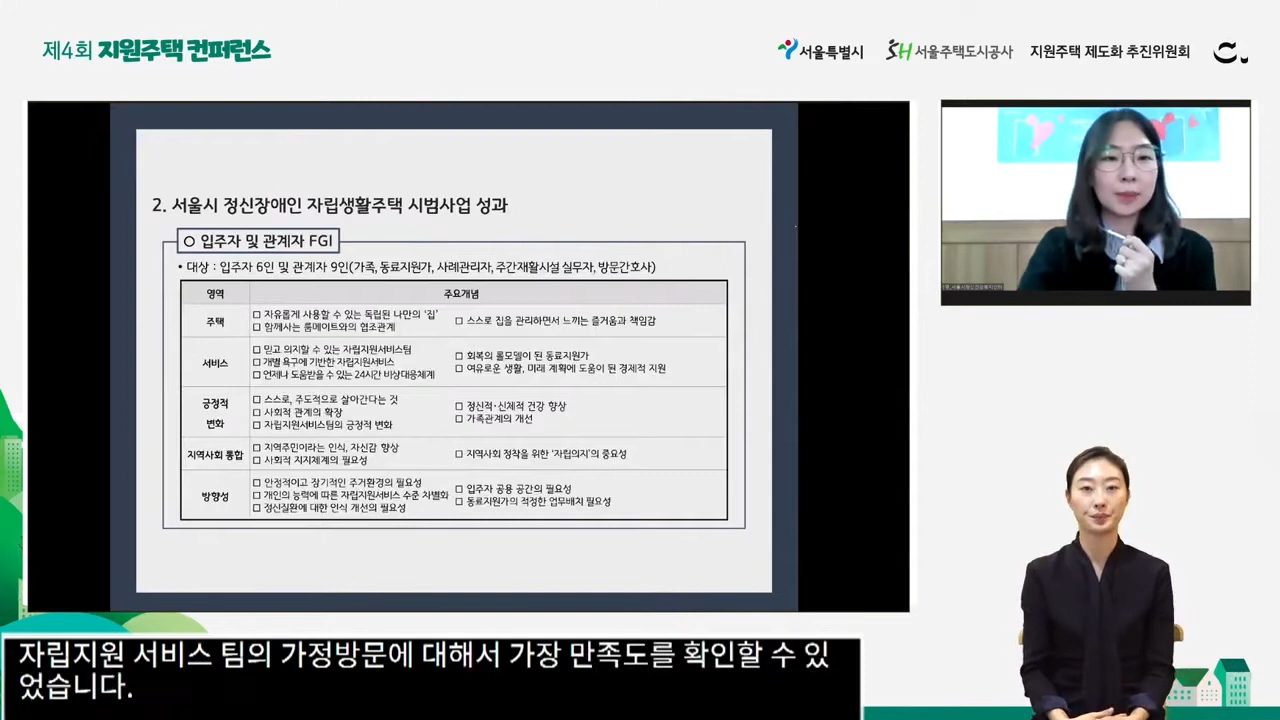 제4회 지원주택 컨퍼런스
서울특별시
SH 서울주택도시공사
지원주택 제도화 추진위원회
2. 서울시 정신장애인 자립생활주택 시범사업 성과
○ 입주자 및 관계자 FGI
• 대상 : 입주자 6인 및 관계자 9인(가족, 동료지원가, 사례관리자, 주간재활시설 실무자, 방문간호사)
영역 주요개념
주택
□ 자유롭게 사용할 수 있는 독립된 나만의 '집'
□ 함께사는 룸메이트와의 협조관계
□ 스스로 집을 관리하면서 느끼는 즐거움과 책임감
서비스
□ 믿고 의지할 수 있는 자립지원서비스팀
□ 개별 욕구에 기반한 자립지원서비스
□ 언제나 도움받을 수 있는 24시간 비상대응체계
□ 회복의 롤모델이 된 동료지원가
□ 여유로운 생활, 미래 계획에 도움이 된 경제적 지원
긍정적
변화
□ 스스로, 주도적으로 살아간다는 것
□ 사회적 관계의 확장
□ 자립지원서비스팀의 긍정적 변화
□ 정신적·신체적 건강 향상
□ 가족관계의 개선
지역사회 통합
□ 지역주민이라는 인식, 자신감 향상
□ 사회적 지지체계의 필요성
□ 지역사회 정착을 위한 '자립의지'의 중요성
방향성
□ 안정적이고 장기적인 주거환경의 필요성
□ 개인의 능력에 따른 자립지원서비스 수준 차별화
□ 정신질환에 대한 인식 개선의 필요성
□ 입주자 공용 공간의 필요성
□ 동료지원가의 적정한 업무배치 필요성
자립지원 서비스 팀의 가정방문에 대해서 가장 만족도를 확인할 수 있
었습니다.